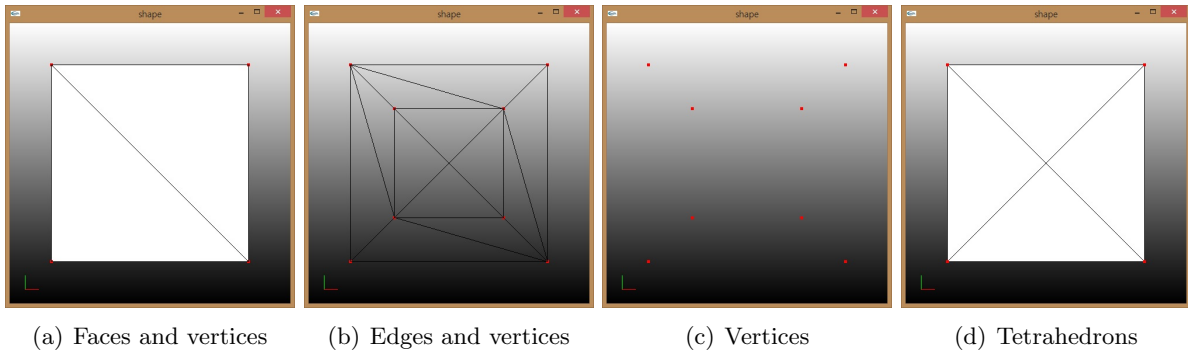 shape
shape
shape
shape
(a) Faces and vertices
(b) Edges and vertices
(c) Vertices
(d) Tetrahedrons